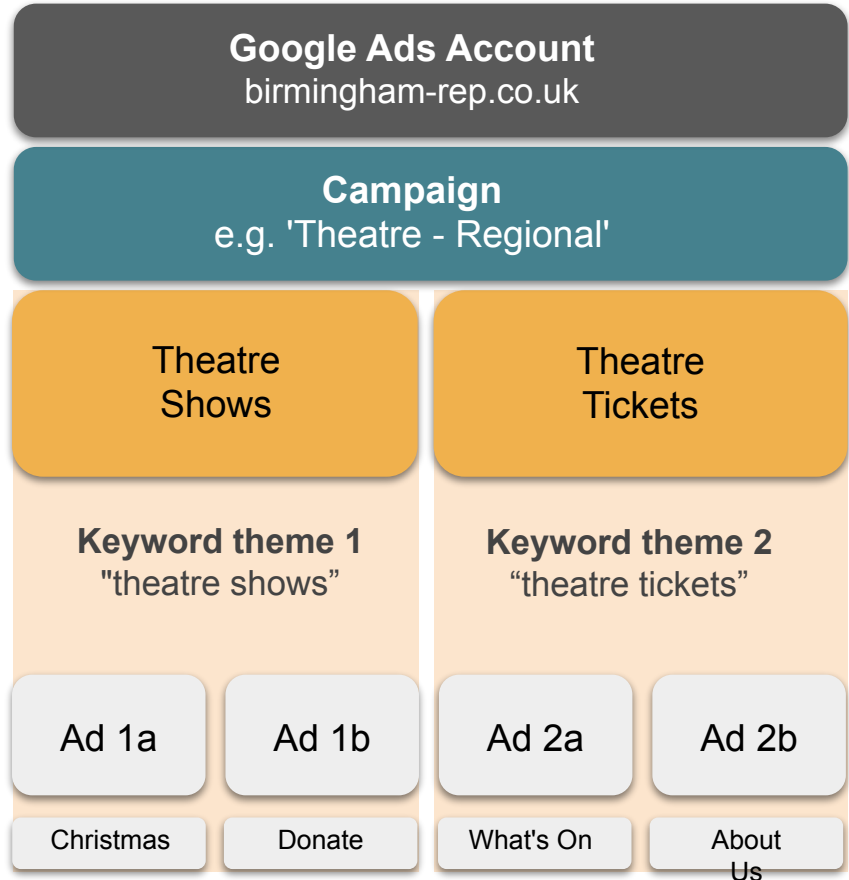 Google Ads Account
birmingham-rep.co.uk
Campaign
e.g. 'Theatre - Regional'
Theatre
Shows
Theatre
Tickets
Keyword theme 1
"theatre shows”
Keyword theme 2
“theatre tickets”
Ad 1a
Ad 1b
Ad 2a
Ad 2b
Christmas
Donate
What's On
About
Us